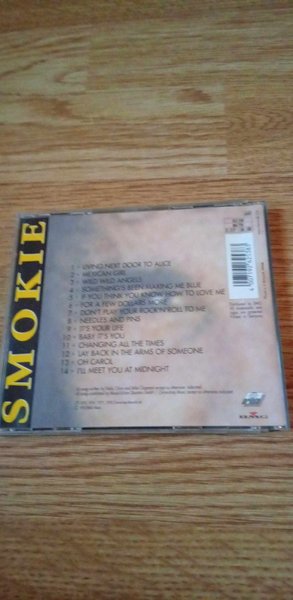 SMOKIE
1 - LIVING NEXT DOOR TO ALICE
2 - MEXICAN GIRL
3 - WILD WILD ANGELS
4 - SOMETHING'S BEEN MAKING ME BLUE
5 - IF YOU THINK YOU KNOW HOW TO LOVE ME
6 - FOR A FEW DOLLARS MORE
7 - DON'T PLAY YOUR ROCK'N'ROLL TO ME
8 - NEEDLES AND PINS
9 - IT'S YOUR LIFE
10 - BABY IT'S YOU
11 - CHANGING ALL THE TIMES
12 - LAY BACK IN THE ARMS OF SOMEONE
13 - OH CAROL
14 - I'LL MEET YOU AT MIDNIGHT
BMG